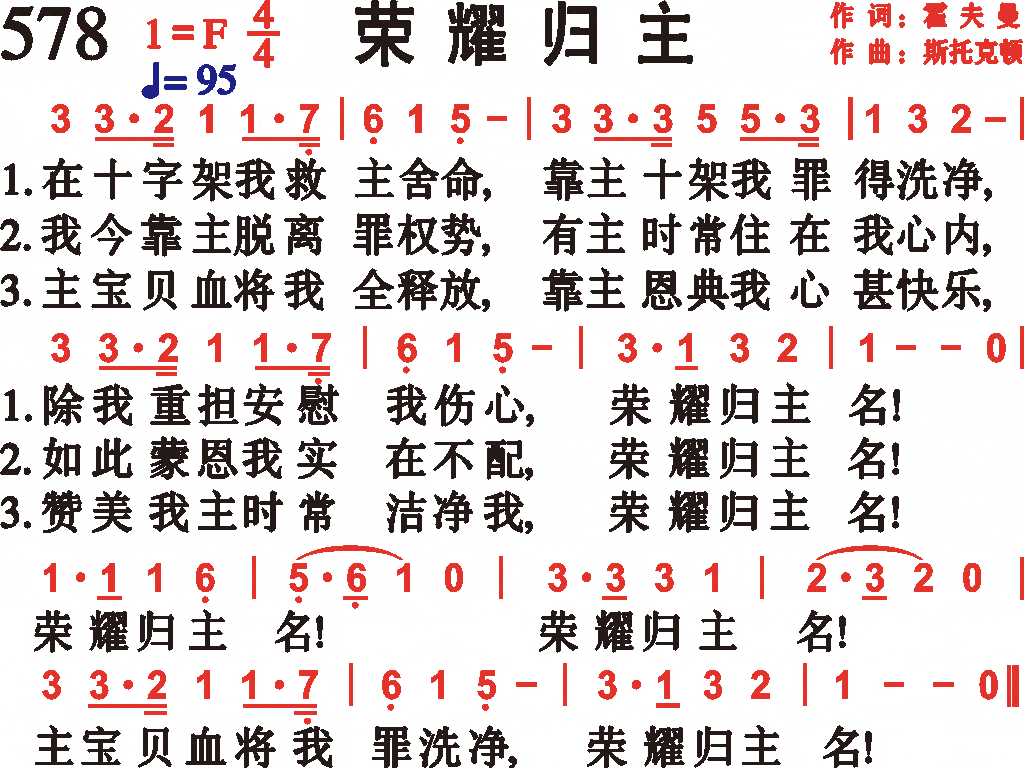 578 1=F 4/4 荣耀归主 作词：霍夫曼
♩=95 作曲：斯托克顿
3 3·2 1 1·7 | 6 1 5 - | 3 3·3 5 5·3 | 1 3 2 - |
1.在十字架我救 主舍命, 靠主十架我罪 得洗净,
2.我今靠主脱离 罪权势, 有主时常住在 我心内,
3.主宝贝血将我 全释放, 靠主恩典我心 甚快乐,
3 3·2 1 1·7 | 6 1 5 - | 3·1 3 2 | 1 - - 0 |
1.除我重担安慰 我伤心, 荣耀归主 名!
2.如此蒙恩我实 在不配, 荣耀归主 名!
3.赞美我主时常 洁净我, 荣耀归主 名!
1·1 1 6 | 5·6 1 0 | 3·3 3 1 | 2·3 2 0 |
荣耀归主 名! 荣耀归主 名!
3 3·2 1 1·7 | 6 1 5 - | 3·1 3 2 | 1 - - 0 ‖
主宝贝血将我 罪洗净, 荣耀归主 名!